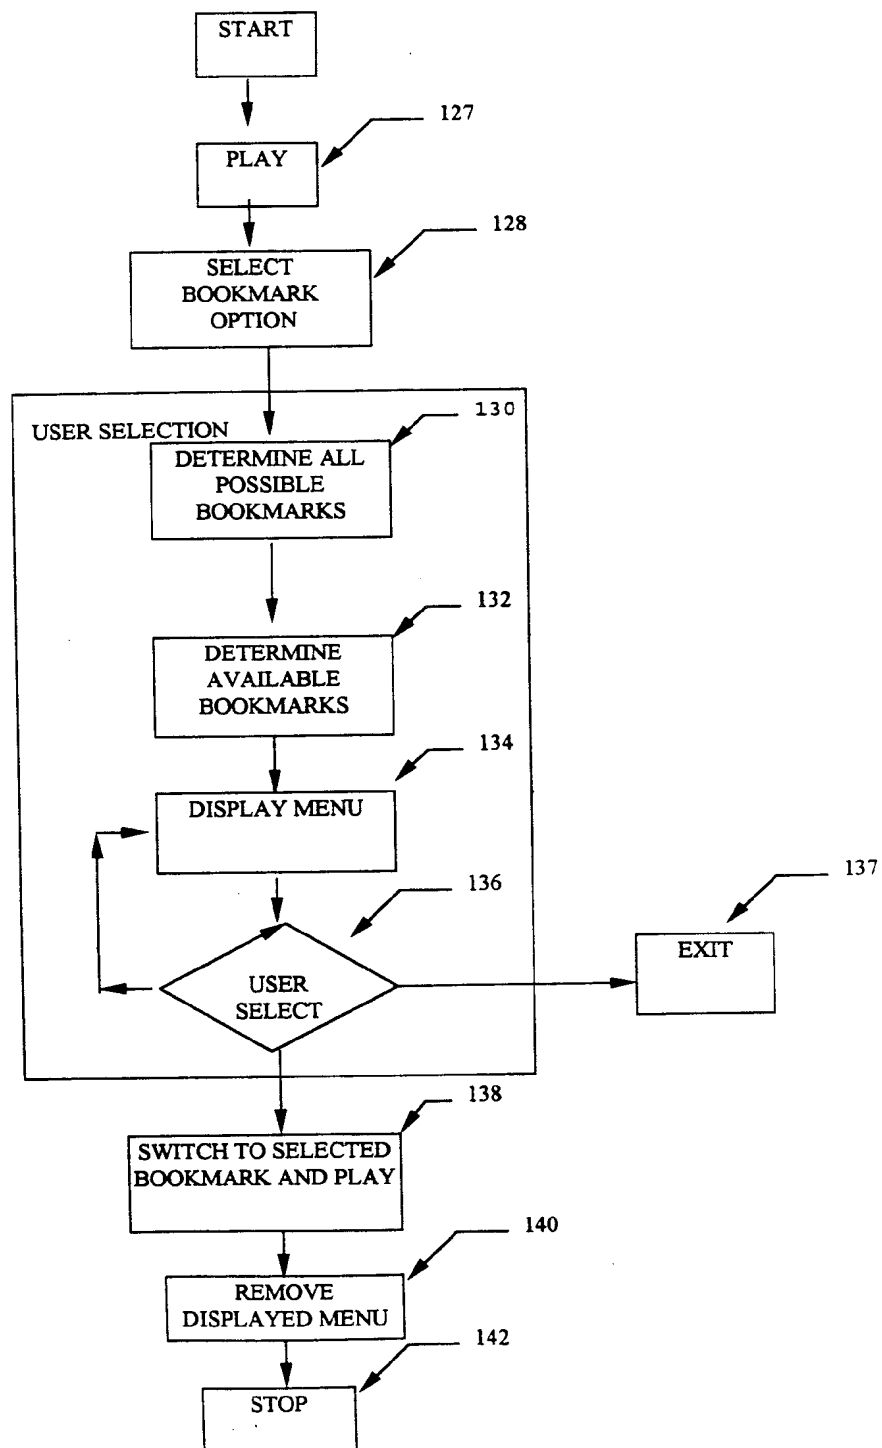 START
127
PLAY
128
SELECT
BOOKMARK
OPTION
130
USER SELECTION
DETERMINE ALL
POSSIBLE
BOOKMARKS
132
DETERMINE
AVAILABLE
BOOKMARKS
134
DISPLAY MENU
136
137
EXIT
USER
SELECT
138
SWITCH TO SELECTED
BOOKMARK AND PLAY
140
REMOVE
DISPLAYED MENU
142
STOP